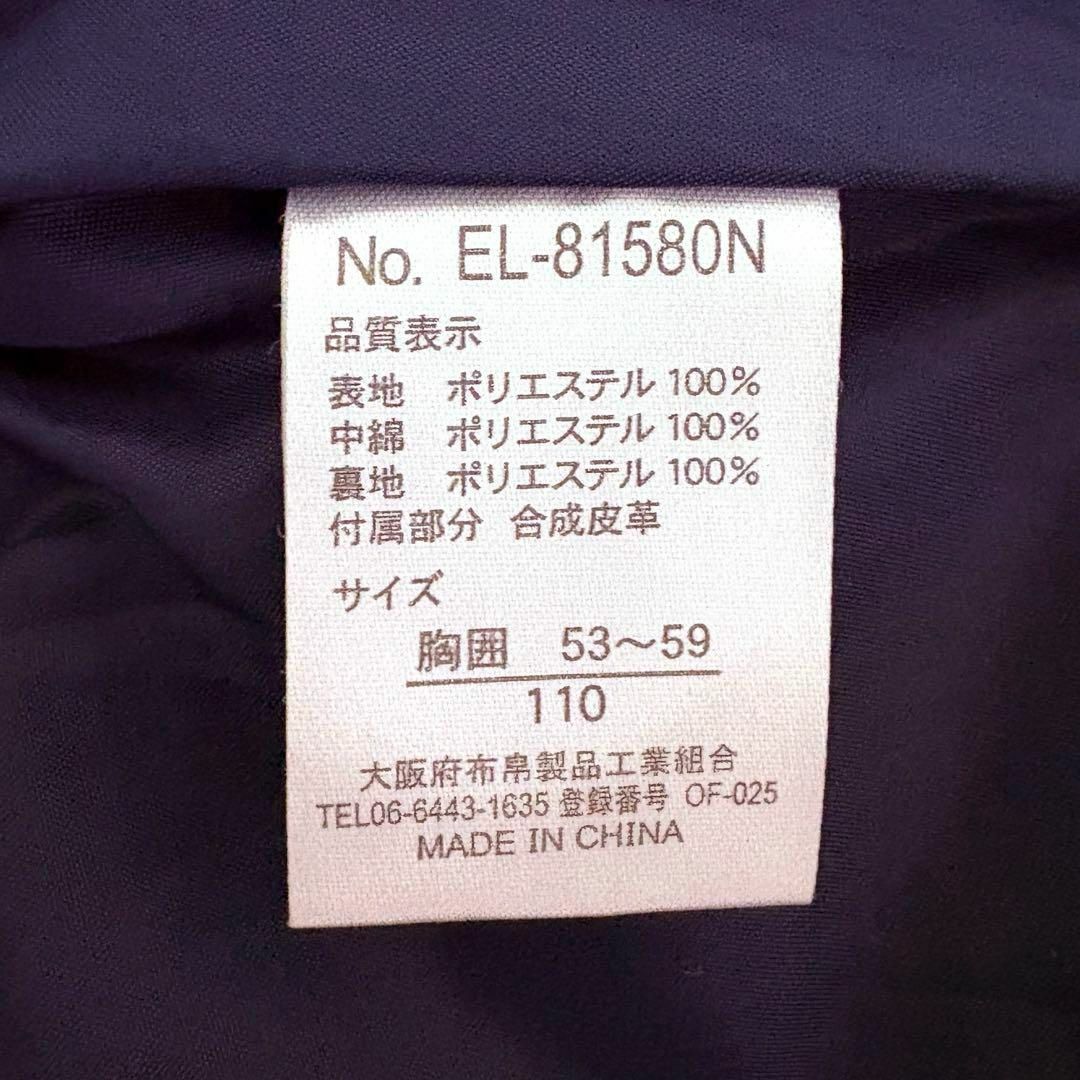 No. EL-81580N
品質表示
表地 ポリエステル 100%
中綿 ポリエステル 100%
裏地 ポリエステル 100%
付属部分 合成皮革
サイズ
胸囲 53～59
110
大阪府布帛製品工業組合
TEL06-6443-1635 登録番号 OF-025
MADE IN CHINA